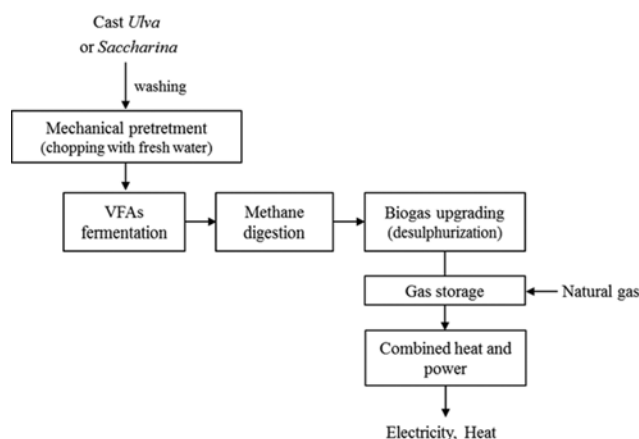 Cast Ulva
or Saccharina
washing
Mechanical pretretment
(chopping with fresh water)
VFAs
fermentation
Methane
digestion
Biogas upgrading
(desulphurization)
Gas storage
Natural gas
Combined heat and
power
Electricity, Heat